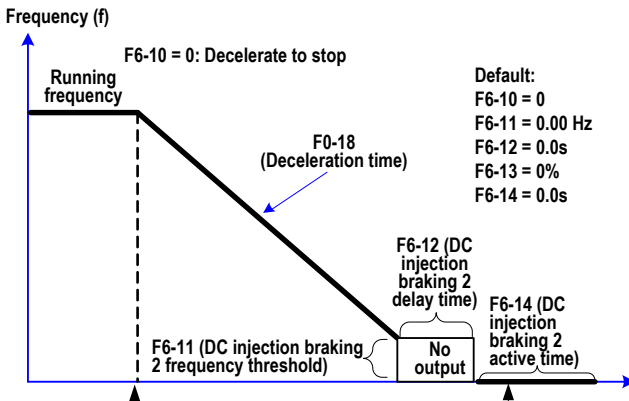 Frequency (f)
F6-10 = 0: Decelerate to stop
Running
frequency
Default:
F6-10 = 0
F6-11 = 0.00 Hz
F6-12 = 0.0s
F6-13 = 0%
F6-14 = 0.0s
F0-18
(Deceleration time)
F6-12 (DC
injection
braking 2
delay time)
F6-14 (DC
injection
braking 2
active time)
F6-11 (DC injection braking
2 frequency threshold)
No
output